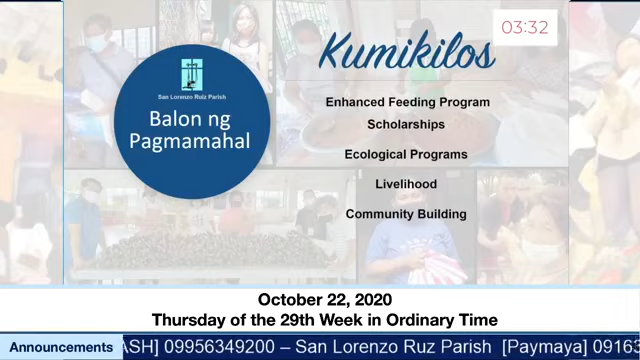 03:32
Kumikilos
San Lorenzo Ruiz Parish
Balon ng
Pagmamahal
Enhanced Feeding Program
Scholarships
Ecological Programs
Livelihood
Community Building
October 22, 2020
Thursday of the 29th Week in Ordinary Time
Announcements ASH] 09956349200 – San Lorenzo Ruz Parish [Paymaya] 09163